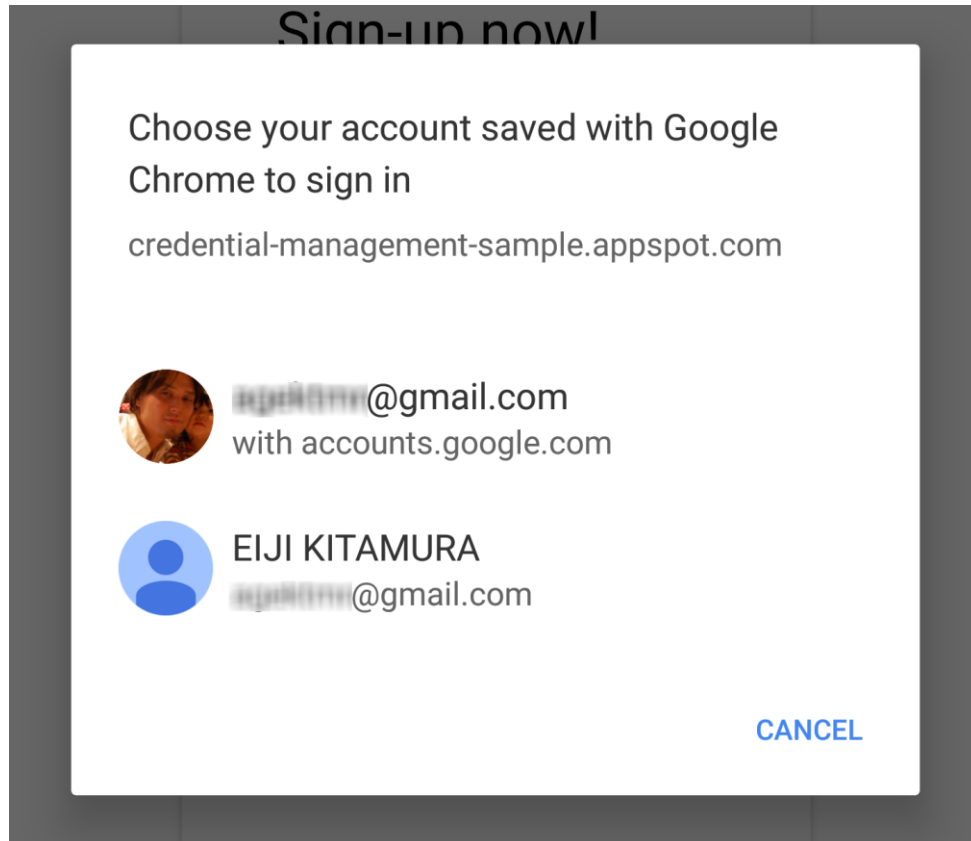 Sign-up now!
Choose your account saved with Google
Chrome to sign in
credential-management-sample.appspot.com
@gmail.com
with accounts.google.com
EIJI KITAMURA
@gmail.com
CANCEL